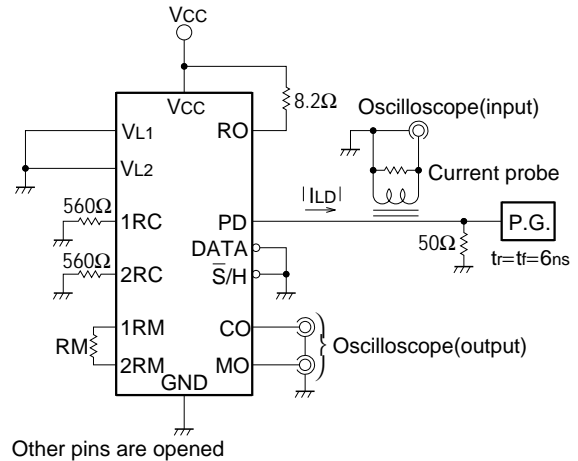 VCC
VCC
VL1
VL2
560Ω
1RC
560Ω
2RC
1RM
RM
2RM
GND
RO
8.2Ω
PD
DATA
S̅/H
CO
MO
Oscilloscope(input)
Current probe
|ILD|
50Ω
P.G.
tr=tf=6ns
Oscilloscope(output)
Other pins are opened